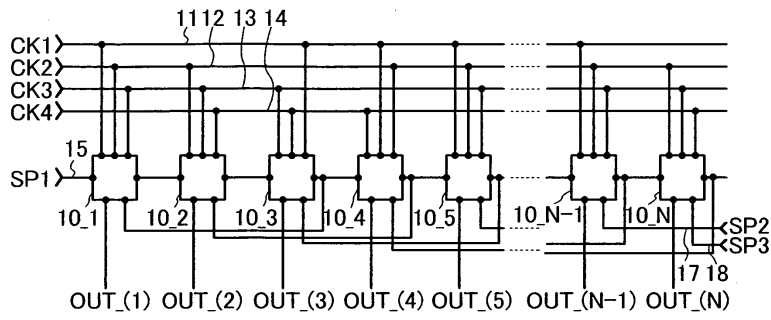 11 12 13 14
CK1
CK2
CK3
CK4
15
SP1
10_1 10_2 10_3 10_4 10_5 10_N-1 10_N
SP2
SP3
17 18
OUT_(1) OUT_(2) OUT_(3) OUT_(4) OUT_(5) OUT_(N-1) OUT_(N)